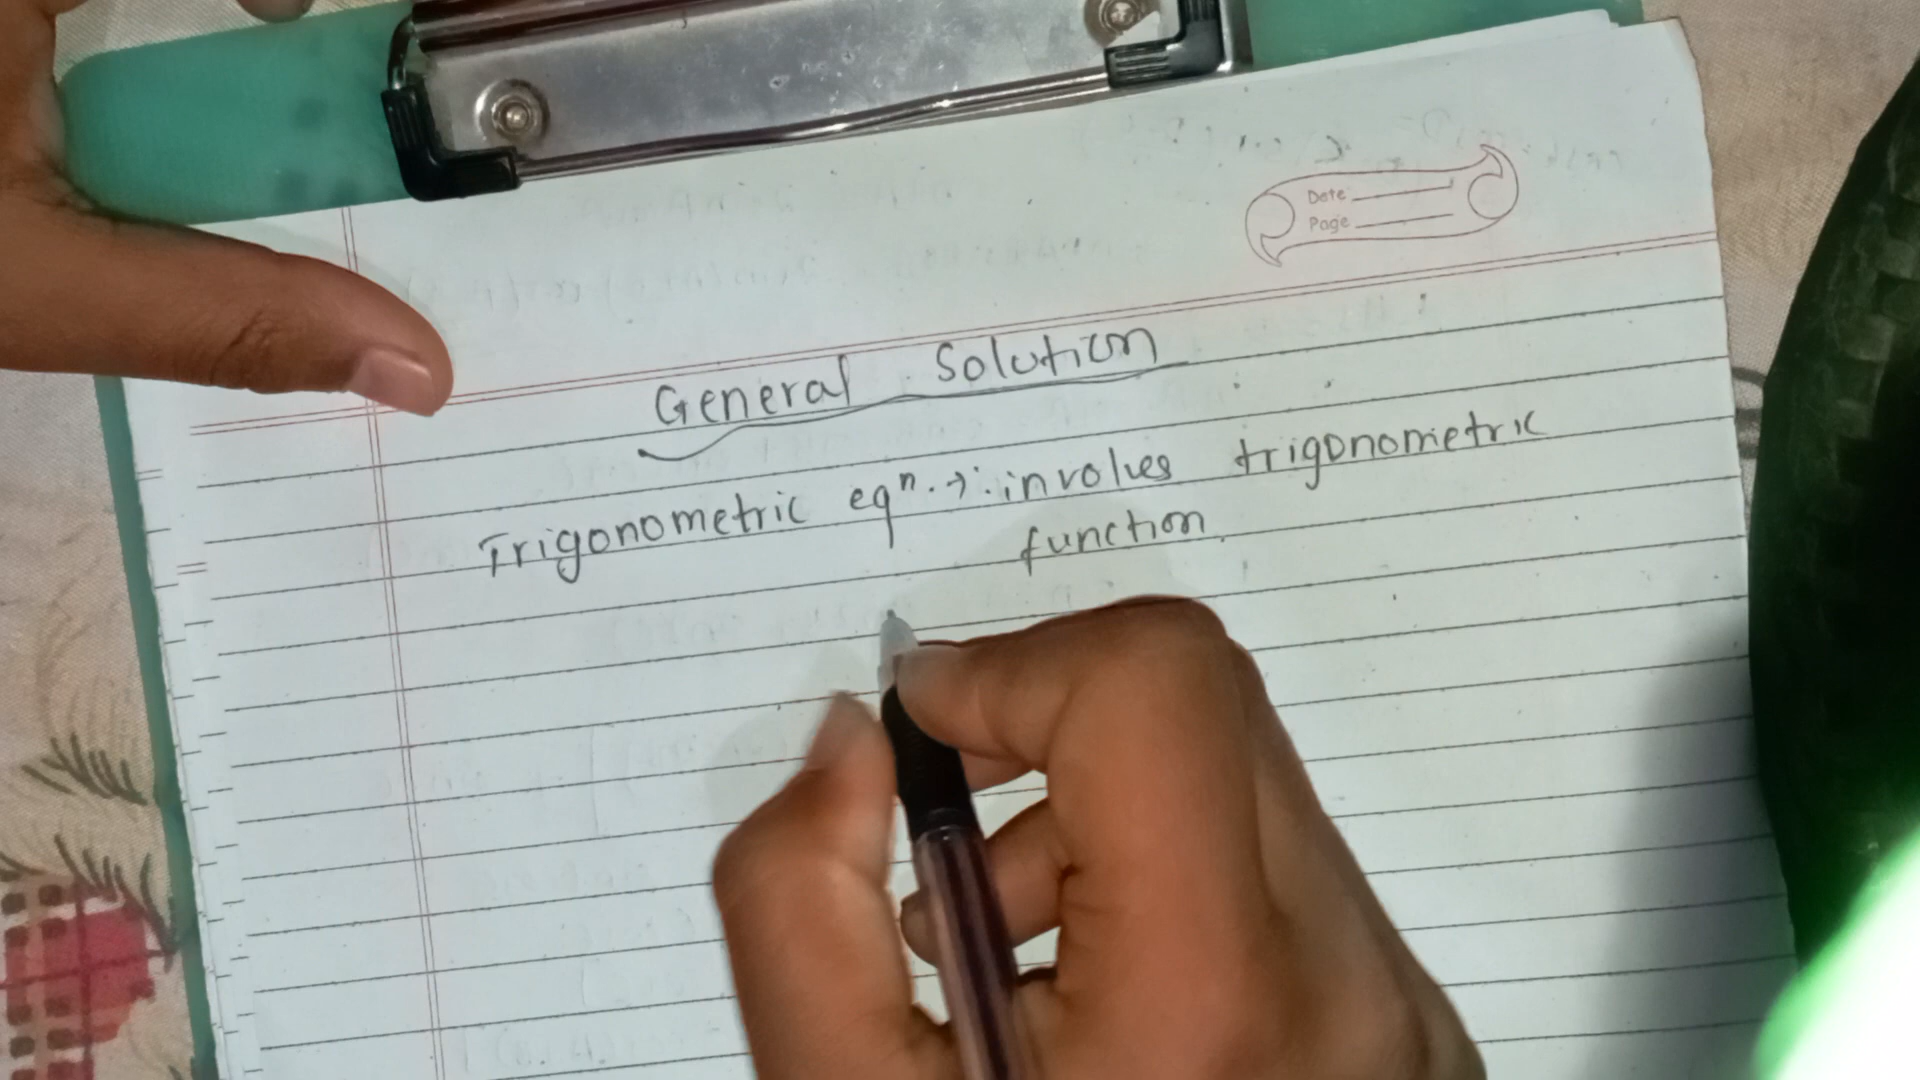 Date
Page
General Solution
Trigonometric eqⁿ. → involves trigonometric
function.